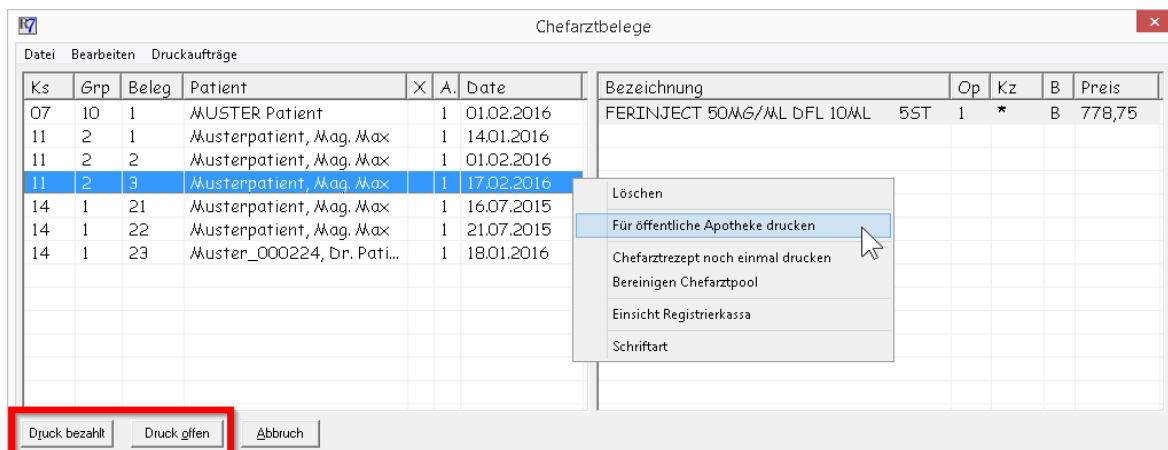 R7 Chefarztbelege
Datei Bearbeiten Druckaufträge
Ks Grp Beleg Patient X A. Date Bezeichnung Op Kz B Preis
07 10 1 MUSTER Patient 1 01.02.2016 FERINJECT 50MG/ML DFL 10ML 5ST 1 * B 778,75
11 2 1 Musterpatient, Mag. Max 1 14.01.2016
11 2 2 Musterpatient, Mag. Max 1 01.02.2016
11 2 3 Musterpatient, Mag. Max 1 17.02.2016
14 1 21 Musterpatient, Mag. Max 1 16.07.2015
14 1 22 Musterpatient, Mag. Max 1 21.07.2015
14 1 23 Muster_000224, Dr. Pati... 1 18.01.2016
Löschen
Für öffentliche Apotheke drucken
Chefarztrezept noch einmal drucken
Bereinigen Chefarztpool
Einsicht Registrierkassa
Schriftart
Druck bezahlt Druck offen Abbruch